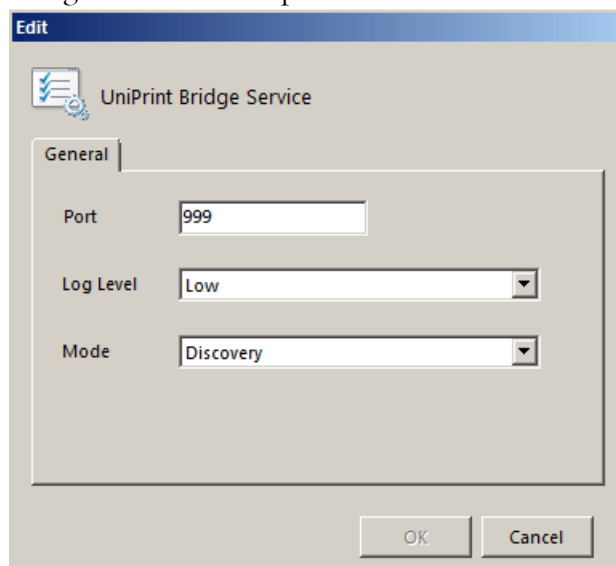 Edit
UniPrint Bridge Service
General
Port 999
Log Level Low
Mode Discovery
OK Cancel